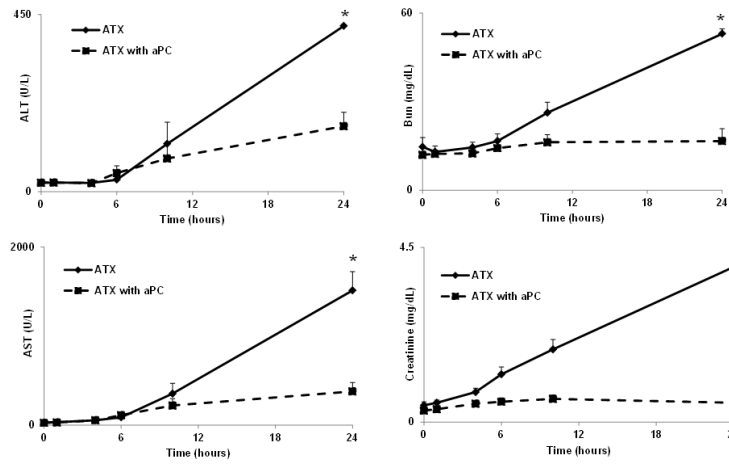 450
*
ATX
ATX with aPC
ALT (U/L)
0
0 6 12 18 24
Time (hours)
60
*
ATX
ATX with aPC
Bun (mg/dL)
0
0 6 12 18 24
Time (hours)
2000
*
ATX
ATX with aPC
AST (U/L)
0
0 6 12 18 24
Time (hours)
4.5
ATX
ATX with aPC
Creatinine (mg/dL)
0
0 6 12 18
Time (hours)